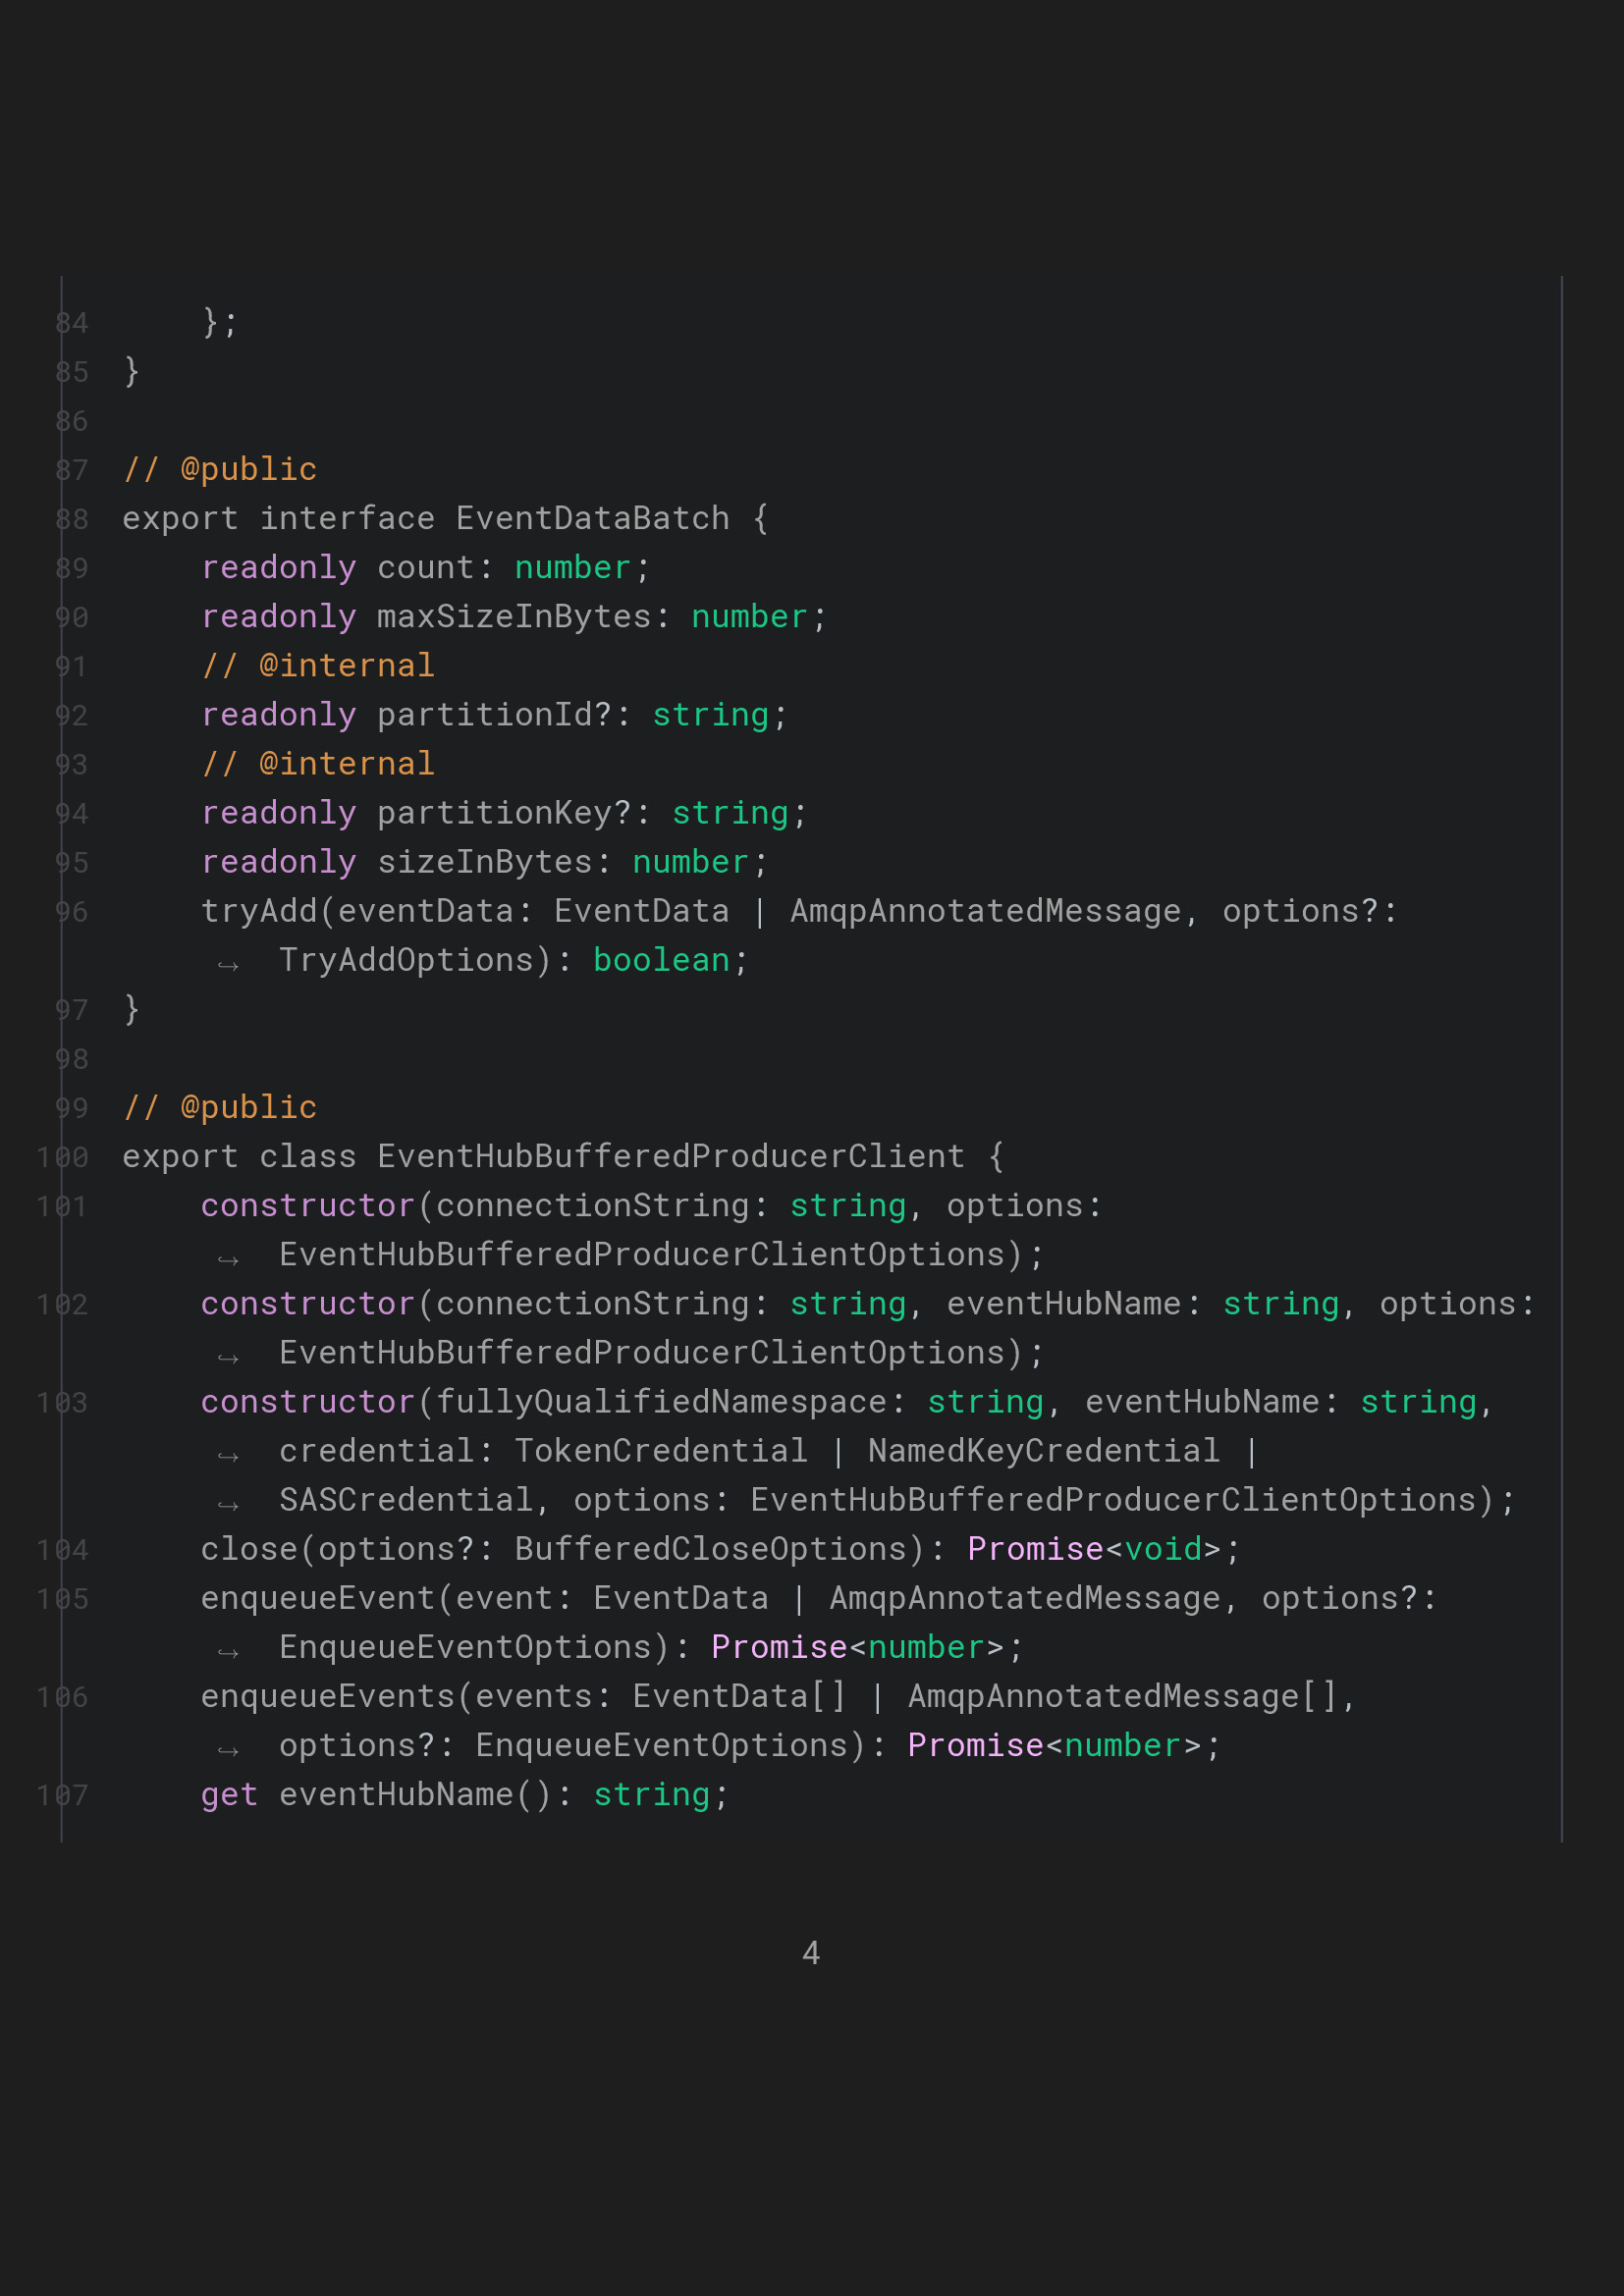 84     };
85 }
86
87 // @public
88 export interface EventDataBatch {
89     readonly count: number;
90     readonly maxSizeInBytes: number;
91     // @internal
92     readonly partitionId?: string;
93     // @internal
94     readonly partitionKey?: string;
95     readonly sizeInBytes: number;
96     tryAdd(eventData: EventData | AmqpAnnotatedMessage, options?:
↪ TryAddOptions): boolean;
97 }
98
99 // @public
100 export class EventHubBufferedProducerClient {
101     constructor(connectionString: string, options:
↪ EventHubBufferedProducerClientOptions);
102     constructor(connectionString: string, eventHubName: string, options:
↪ EventHubBufferedProducerClientOptions);
103     constructor(fullyQualifiedNamespace: string, eventHubName: string,
↪ credential: TokenCredential | NamedKeyCredential |
↪ SASCredential, options: EventHubBufferedProducerClientOptions);
104     close(options?: BufferedCloseOptions): Promise<void>;
105     enqueueEvent(event: EventData | AmqpAnnotatedMessage, options?:
↪ EnqueueEventOptions): Promise<number>;
106     enqueueEvents(events: EventData[] | AmqpAnnotatedMessage[],
↪ options?: EnqueueEventOptions): Promise<number>;
107     get eventHubName(): string;
4